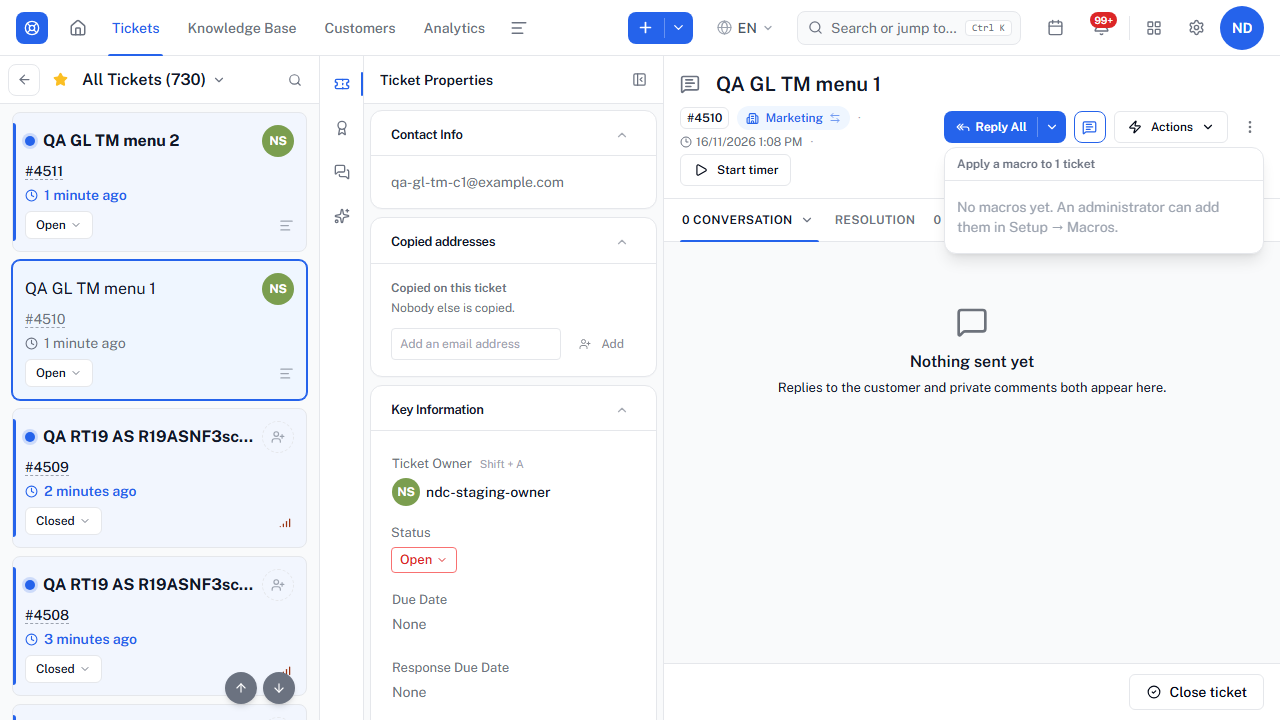 Tickets
Knowledge Base
Customers
Analytics
EN
Search or jump to...
Ctrl K
99+
ND
All Tickets (730)
QA GL TM menu 2
NS
#4511
1 minute ago
Open
QA GL TM menu 1
NS
#4510
1 minute ago
Open
QA RT19 AS R19ASNF3sc...
#4509
2 minutes ago
Closed
QA RT19 AS R19ASNF3sc...
#4508
3 minutes ago
Closed
Ticket Properties
Contact Info
qa-gl-tm-c1@example.com
Copied addresses
Copied on this ticket
Nobody else is copied.
Add an email address
Add
Key Information
Ticket Owner Shift + A
NS ndc-staging-owner
Status
Open
Due Date
None
Response Due Date
None
QA GL TM menu 1
#4510 Marketing ·
16/11/2026 1:08 PM ·
Start timer
Reply All
Actions
Apply a macro to 1 ticket
No macros yet. An administrator can add
them in Setup → Macros.
0 CONVERSATION
RESOLUTION
0
Nothing sent yet
Replies to the customer and private comments both appear here.
Close ticket